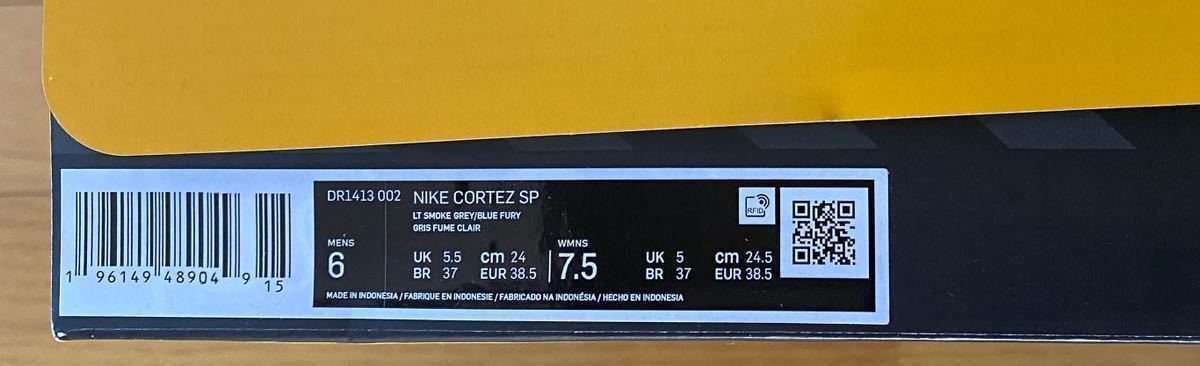 DR1413 002 NIKE CORTEZ SP
LT SMOKE GREY/BLUE FURY
GRIS FUME CLAIR
RFID
MENS
6
UK 5.5 cm 24
BR 37 EUR 38.5
WMNS
7.5
UK 5 cm 24.5
BR 37 EUR 38.5
MADE IN INDONESIA / FABRIQUE EN INDONESIE / FABRICADO NA INDONÉSIA / HECHO EN INDONESIA
1 96149 48904 9 15